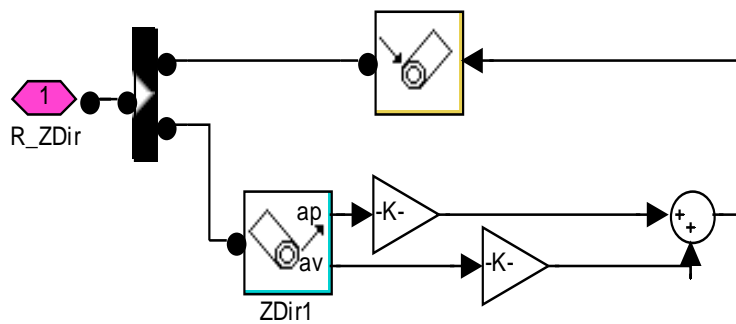 1
R_ZDir
ap
-K-
+
+
av
-K-
ZDir1